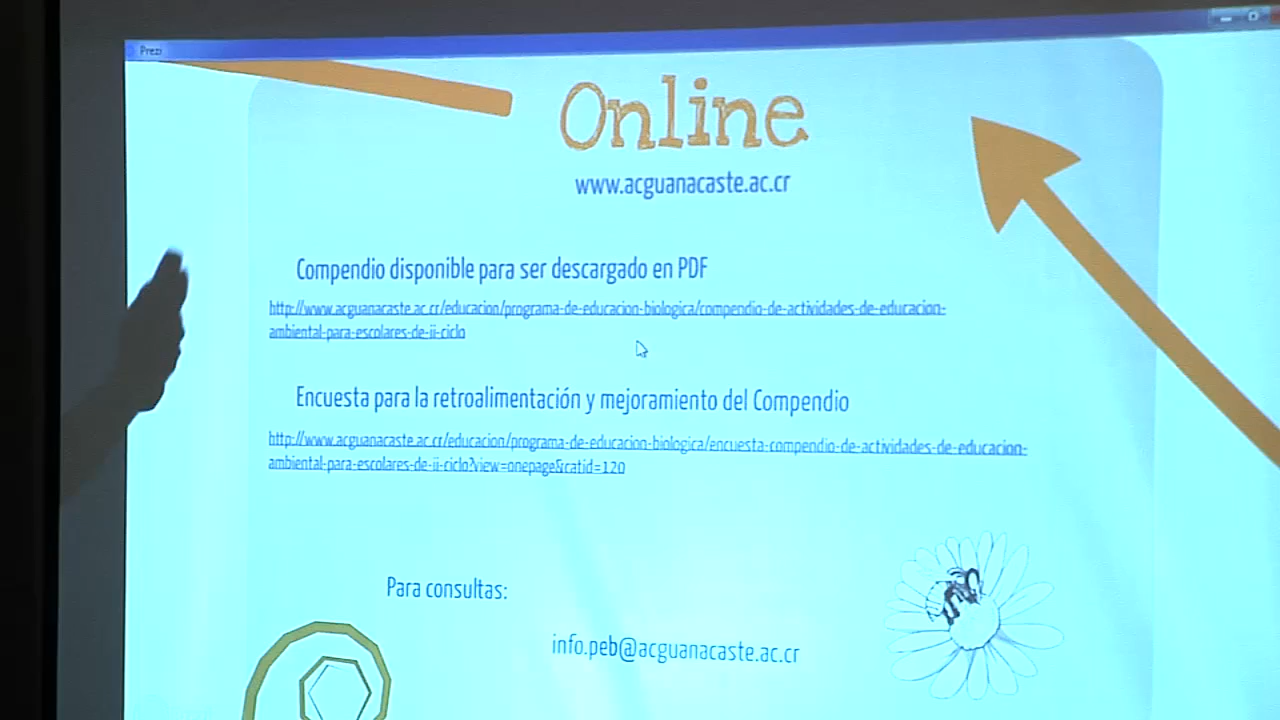 Prezi
Online
www.acguanacaste.ac.cr
Compendio disponible para ser descargado en PDF
http://www.acguanacaste.ac.cr/educacion/programa-de-educacion-biologica/compendio-de-actividades-de-educacion-
ambiental-para-escolares-de-ii-ciclo
Encuesta para la retroalimentación y mejoramiento del Compendio
http://www.acguanacaste.ac.cr/educacion/programa-de-educacion-biologica/encuesta-compendio-de-actividades-de-educacion-
ambiental-para-escolares-de-ii-ciclo?view=onepage&catid=120
Para consultas:
info.peb@acguanacaste.ac.cr